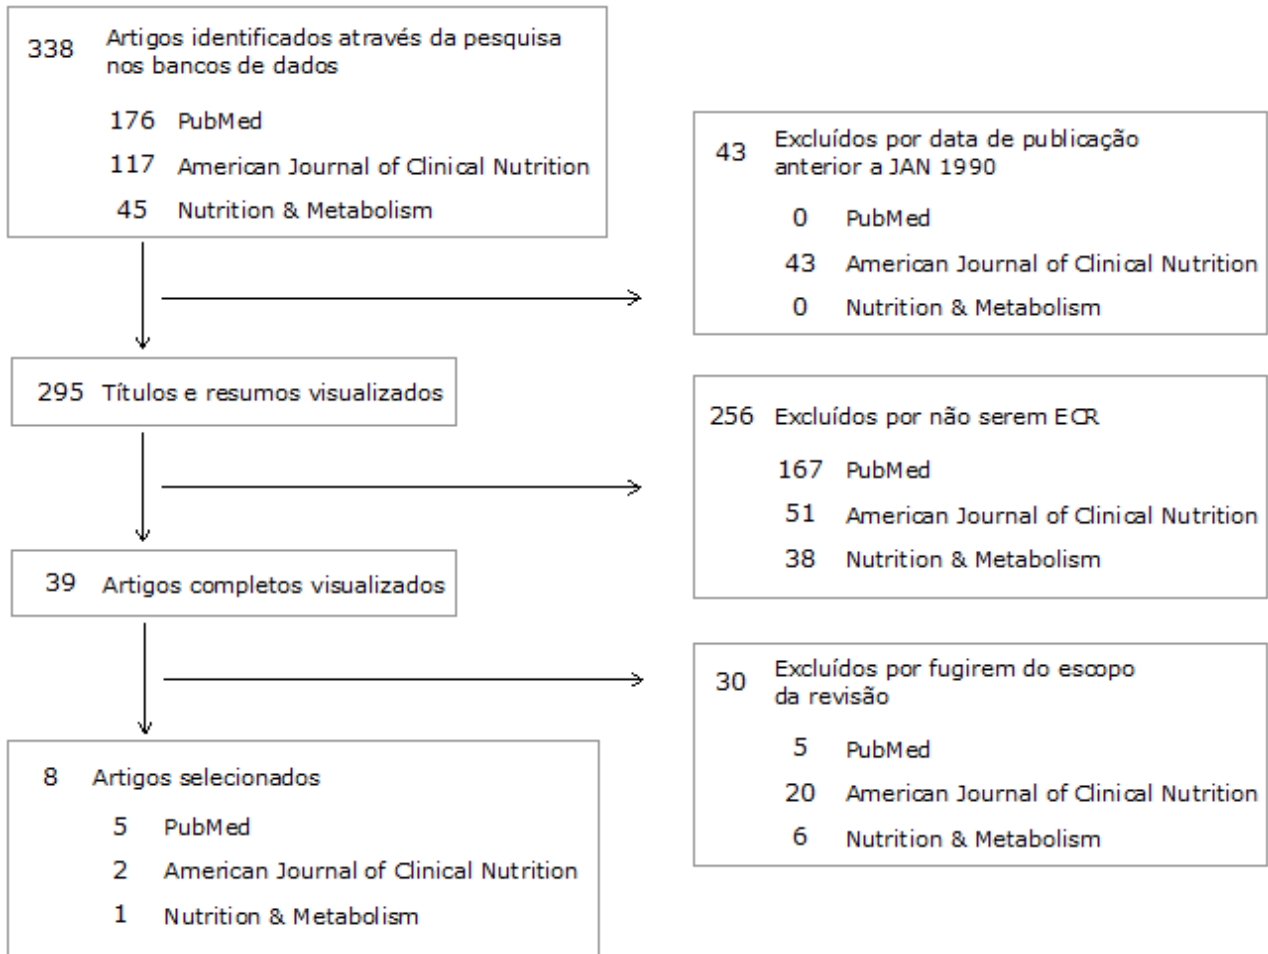 338 Artigos identificados através da pesquisa
nos bancos de dados
176 PubMed
117 American Journal of Clinical Nutrition
45 Nutrition & Metabolism
43 Excluídos por data de publicação
anterior a JAN 1990
0 PubMed
43 American Journal of Clinical Nutrition
0 Nutrition & Metabolism
295 Títulos e resumos visualizados
256 Excluídos por não serem ECR
167 PubMed
51 American Journal of Clinical Nutrition
38 Nutrition & Metabolism
39 Artigos completos visualizados
30 Excluídos por fugirem do escopo
da revisão
5 PubMed
20 American Journal of Clinical Nutrition
6 Nutrition & Metabolism
8 Artigos selecionados
5 PubMed
2 American Journal of Clinical Nutrition
1 Nutrition & Metabolism